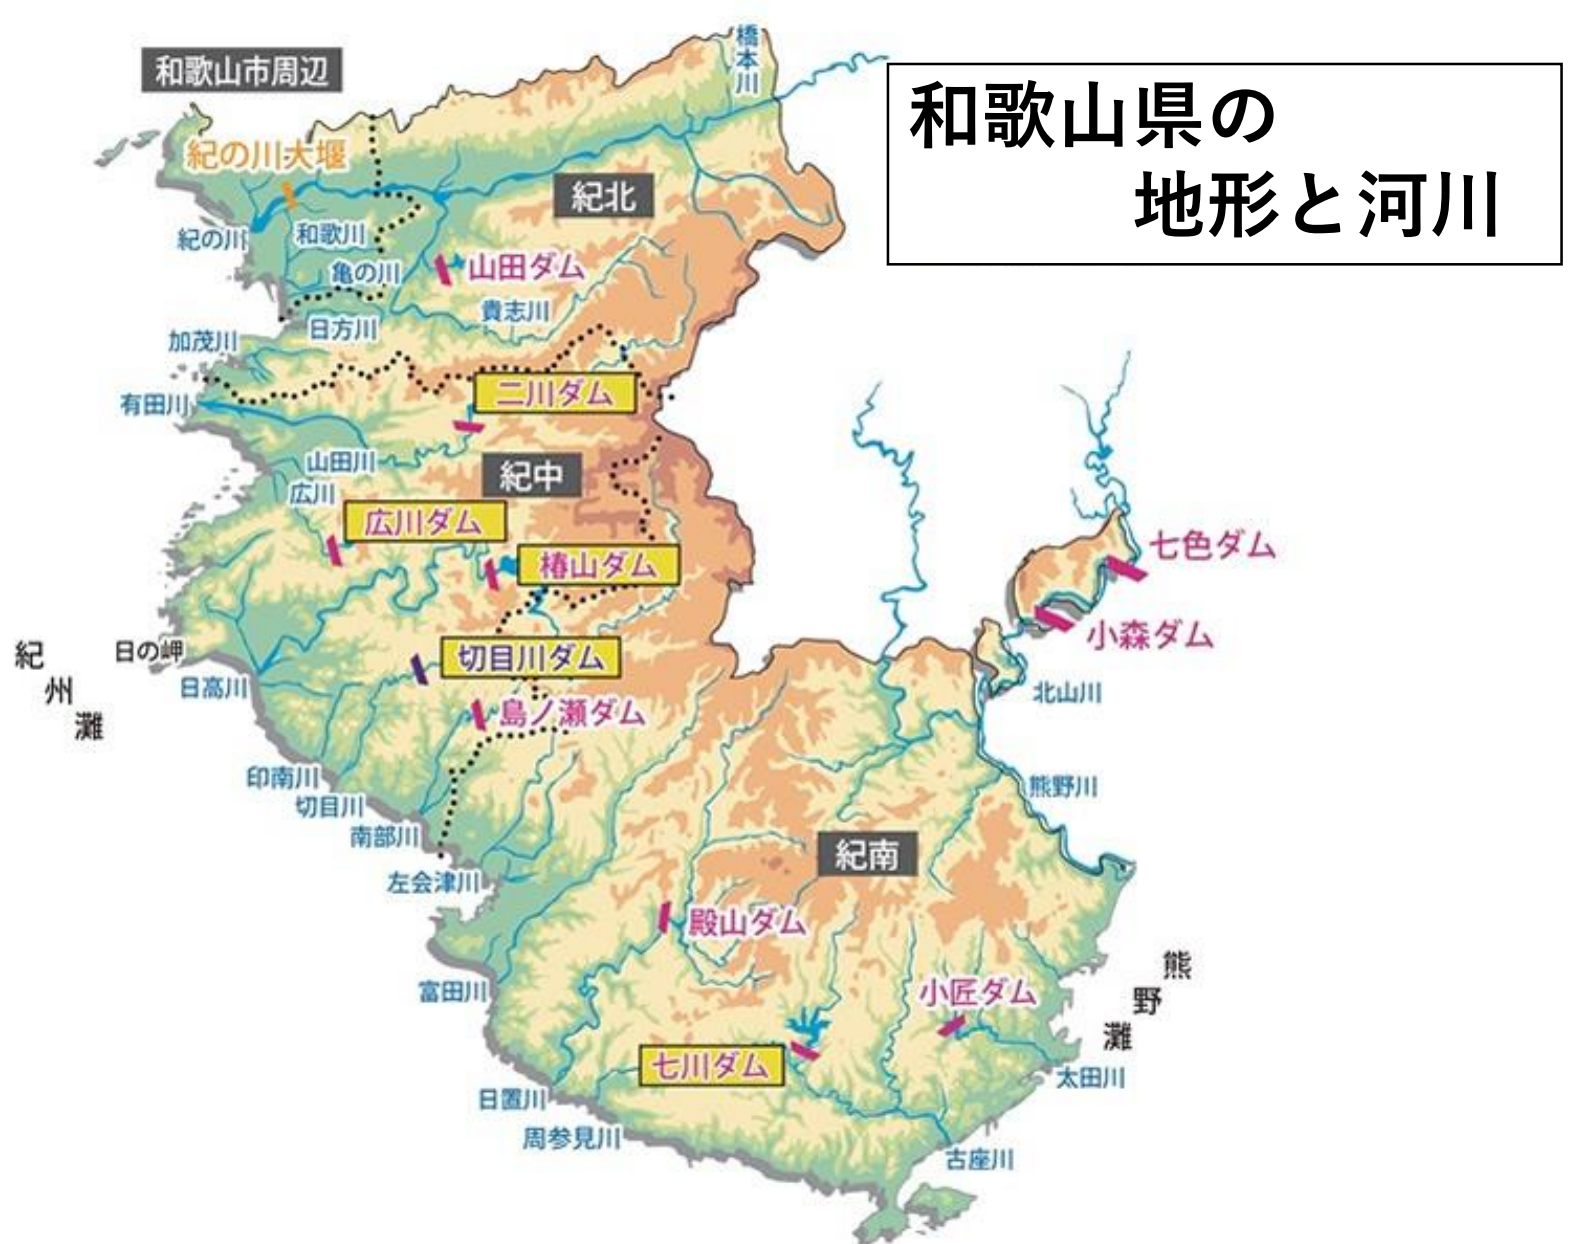 和歌山県の
地形と河川
和歌山市周辺
橋本川
紀の川大堰
紀北
紀の川
和歌川
亀の川
山田ダム
貴志川
日方川
加茂川
二川ダム
有田川
山田川
紀中
広川
広川ダム
椿山ダム
七色ダム
小森ダム
紀州灘
日の岬
切目川ダム
日高川
島ノ瀬ダム
北山川
印南川
切目川
熊野川
南部川
紀南
左会津川
殿山ダム
富田川
小匠ダム
熊野灘
七川ダム
太田川
日置川
周参見川
古座川